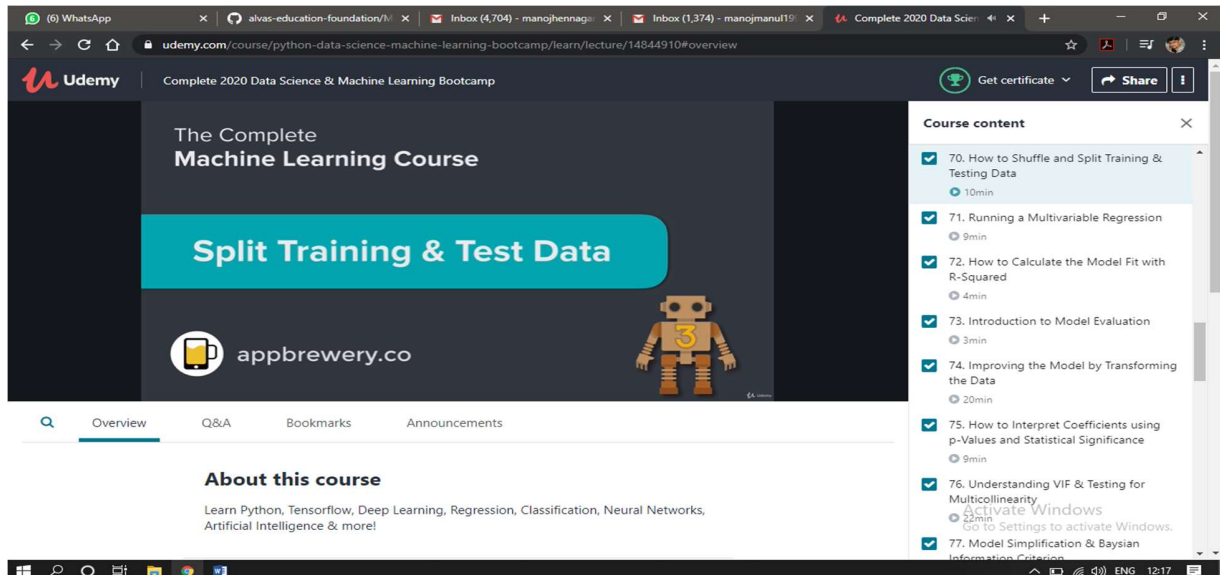 (6) WhatsApp
alvas-education-foundation/M
Inbox (4,704) - manojhennaga
Inbox (1,374) - manojmanul19
Complete 2020 Data Scien
udemy.com/course/python-data-science-machine-learning-bootcamp/learn/lecture/14844910#overview
Udemy
Complete 2020 Data Science & Machine Learning Bootcamp
Get certificate
Share
The Complete
Machine Learning Course
Split Training & Test Data
3
appbrewery.co
Udemy
Course content
70. How to Shuffle and Split Training &
Testing Data
10min
71. Running a Multivariable Regression
9min
72. How to Calculate the Model Fit with
R-Squared
4min
73. Introduction to Model Evaluation
3min
74. Improving the Model by Transforming
the Data
20min
75. How to Interpret Coefficients using
p-Values and Statistical Significance
9min
76. Understanding VIF & Testing for
Multicollinearity
22min
77. Model Simplification & Baysian
Information Criterion
Activate Windows
Go to Settings to activate Windows.
Overview
Q&A
Bookmarks
Announcements
About this course
Learn Python, Tensorflow, Deep Learning, Regression, Classification, Neural Networks,
Artificial Intelligence & more!
ENG
12:17